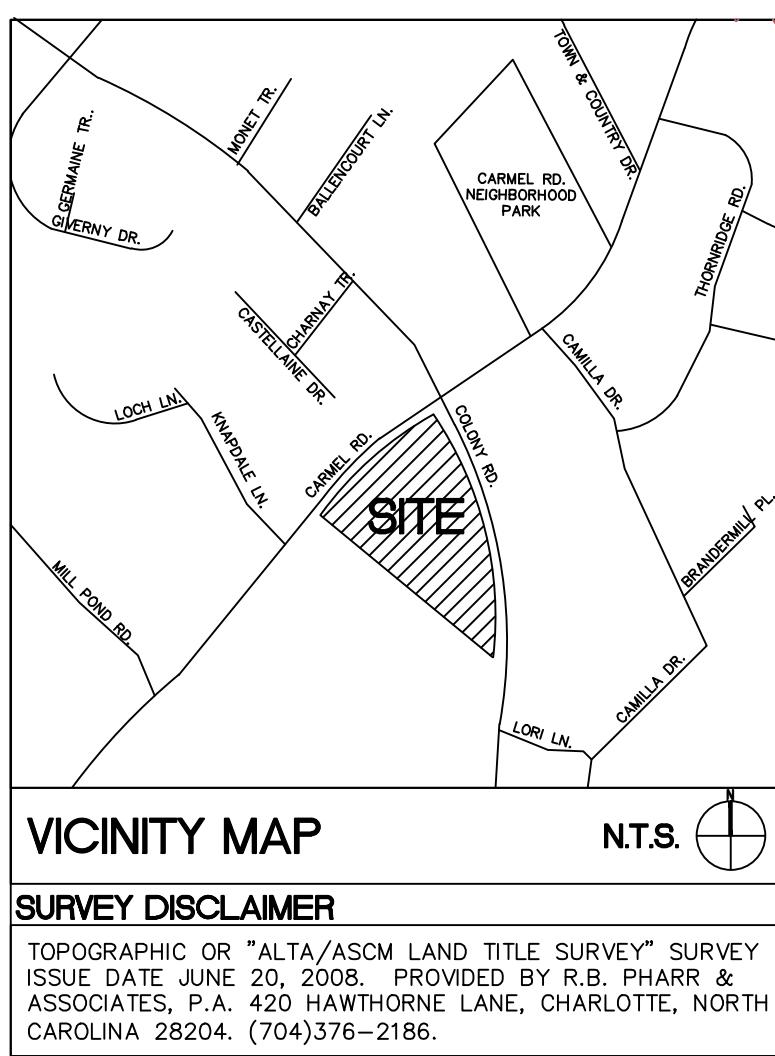 TOWN & COUNTRY DR.
MONET TR.
BALLENCOURT LN.
GERMAINE TR..
GIVERNY DR.
CARMEL RD.
NEIGHBORHOOD
PARK
THORNRIDGE RD.
CHARNAY TR.
CASTELLAINE DR.
CAMILLA DR.
LOCH LN.
KNAPDALE LN.
CARMEL RD.
COLONY RD.
SITE
BRANDERMILL PL.
MILL POND RD.
CAMILLA DR.
LORI LN.
VICINITY MAP
N.T.S.
N
SURVEY DISCLAIMER
TOPOGRAPHIC OR "ALTA/ASCM LAND TITLE SURVEY" SURVEY
ISSUE DATE JUNE 20, 2008. PROVIDED BY R.B. PHARR &
ASSOCIATES, P.A. 420 HAWTHORNE LANE, CHARLOTTE, NORTH
CAROLINA 28204. (704)376-2186.